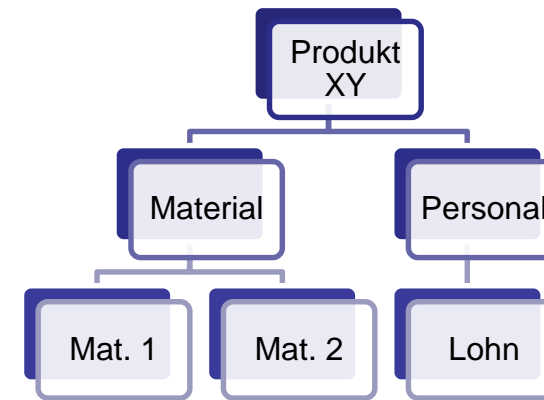 Produkt
XY
Material
Personal
Mat. 1
Mat. 2
Lohn